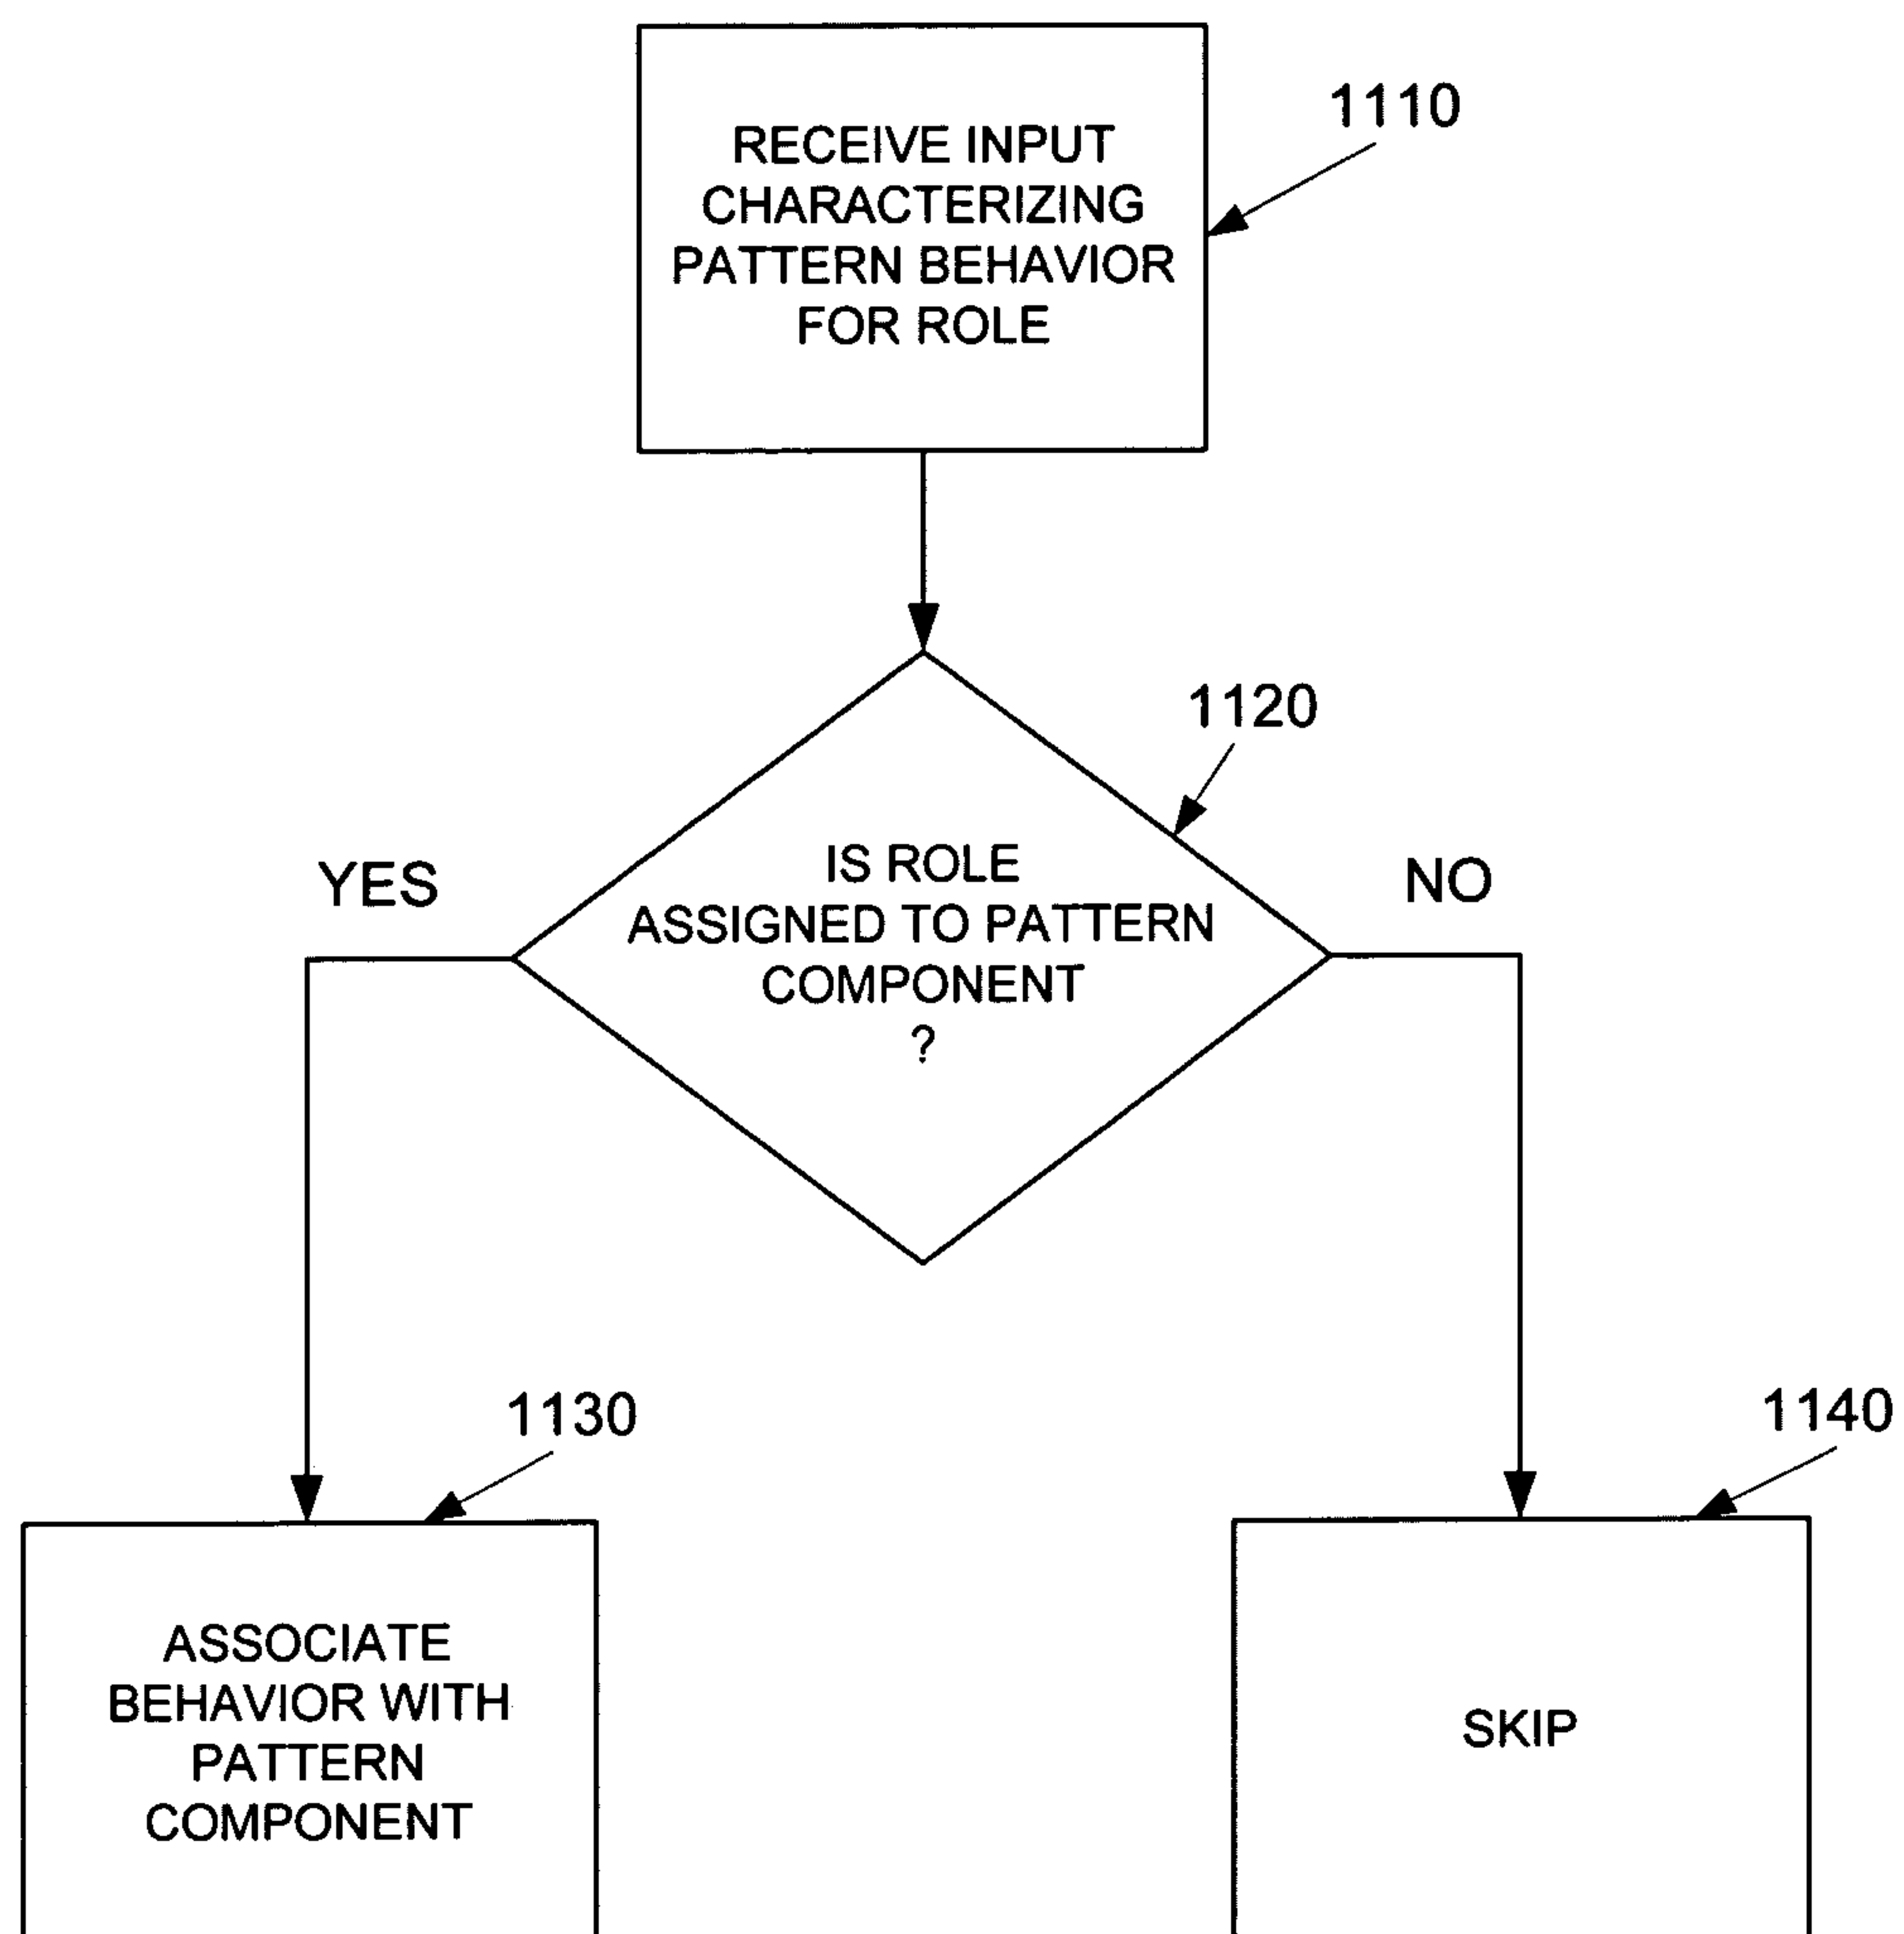 RECEIVE INPUT
CHARACTERIZING
PATTERN BEHAVIOR
FOR ROLE
1110
1120
IS ROLE
ASSIGNED TO PATTERN
COMPONENT
?
YES
NO
1130
1140
ASSOCIATE
BEHAVIOR WITH
PATTERN
COMPONENT
SKIP